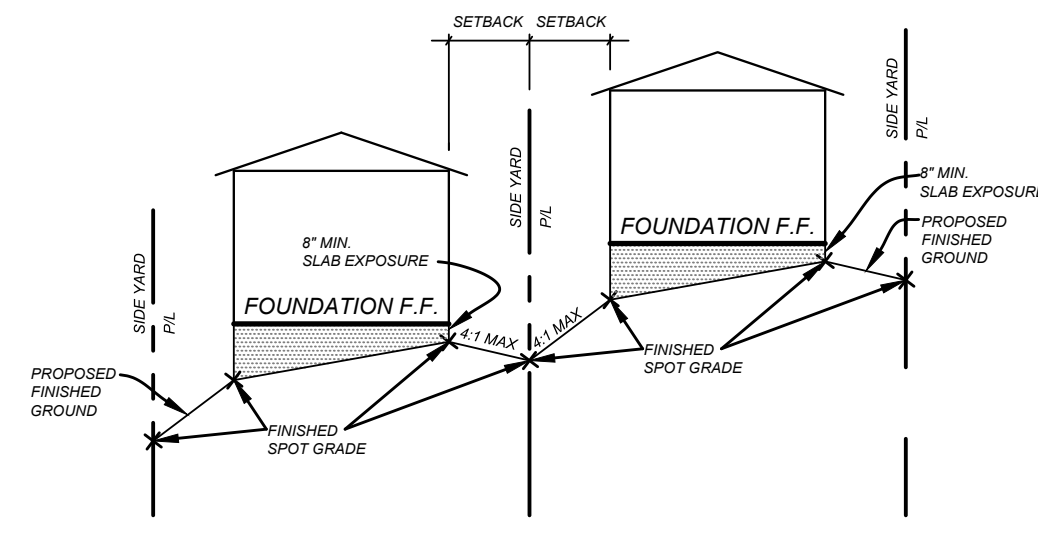 SETBACK SETBACK
SIDE YARD
P/L
8" MIN.
SLAB EXPOSURE
PROPOSED
FINISHED
GROUND
FOUNDATION F.F.
SIDE YARD
P/L
8" MIN.
SLAB EXPOSURE
FOUNDATION F.F.
SIDE YARD
P/L
4:1 MAX
4:1 MAX
FINISHED
SPOT GRADE
PROPOSED
FINISHED
GROUND
FINISHED
SPOT GRADE